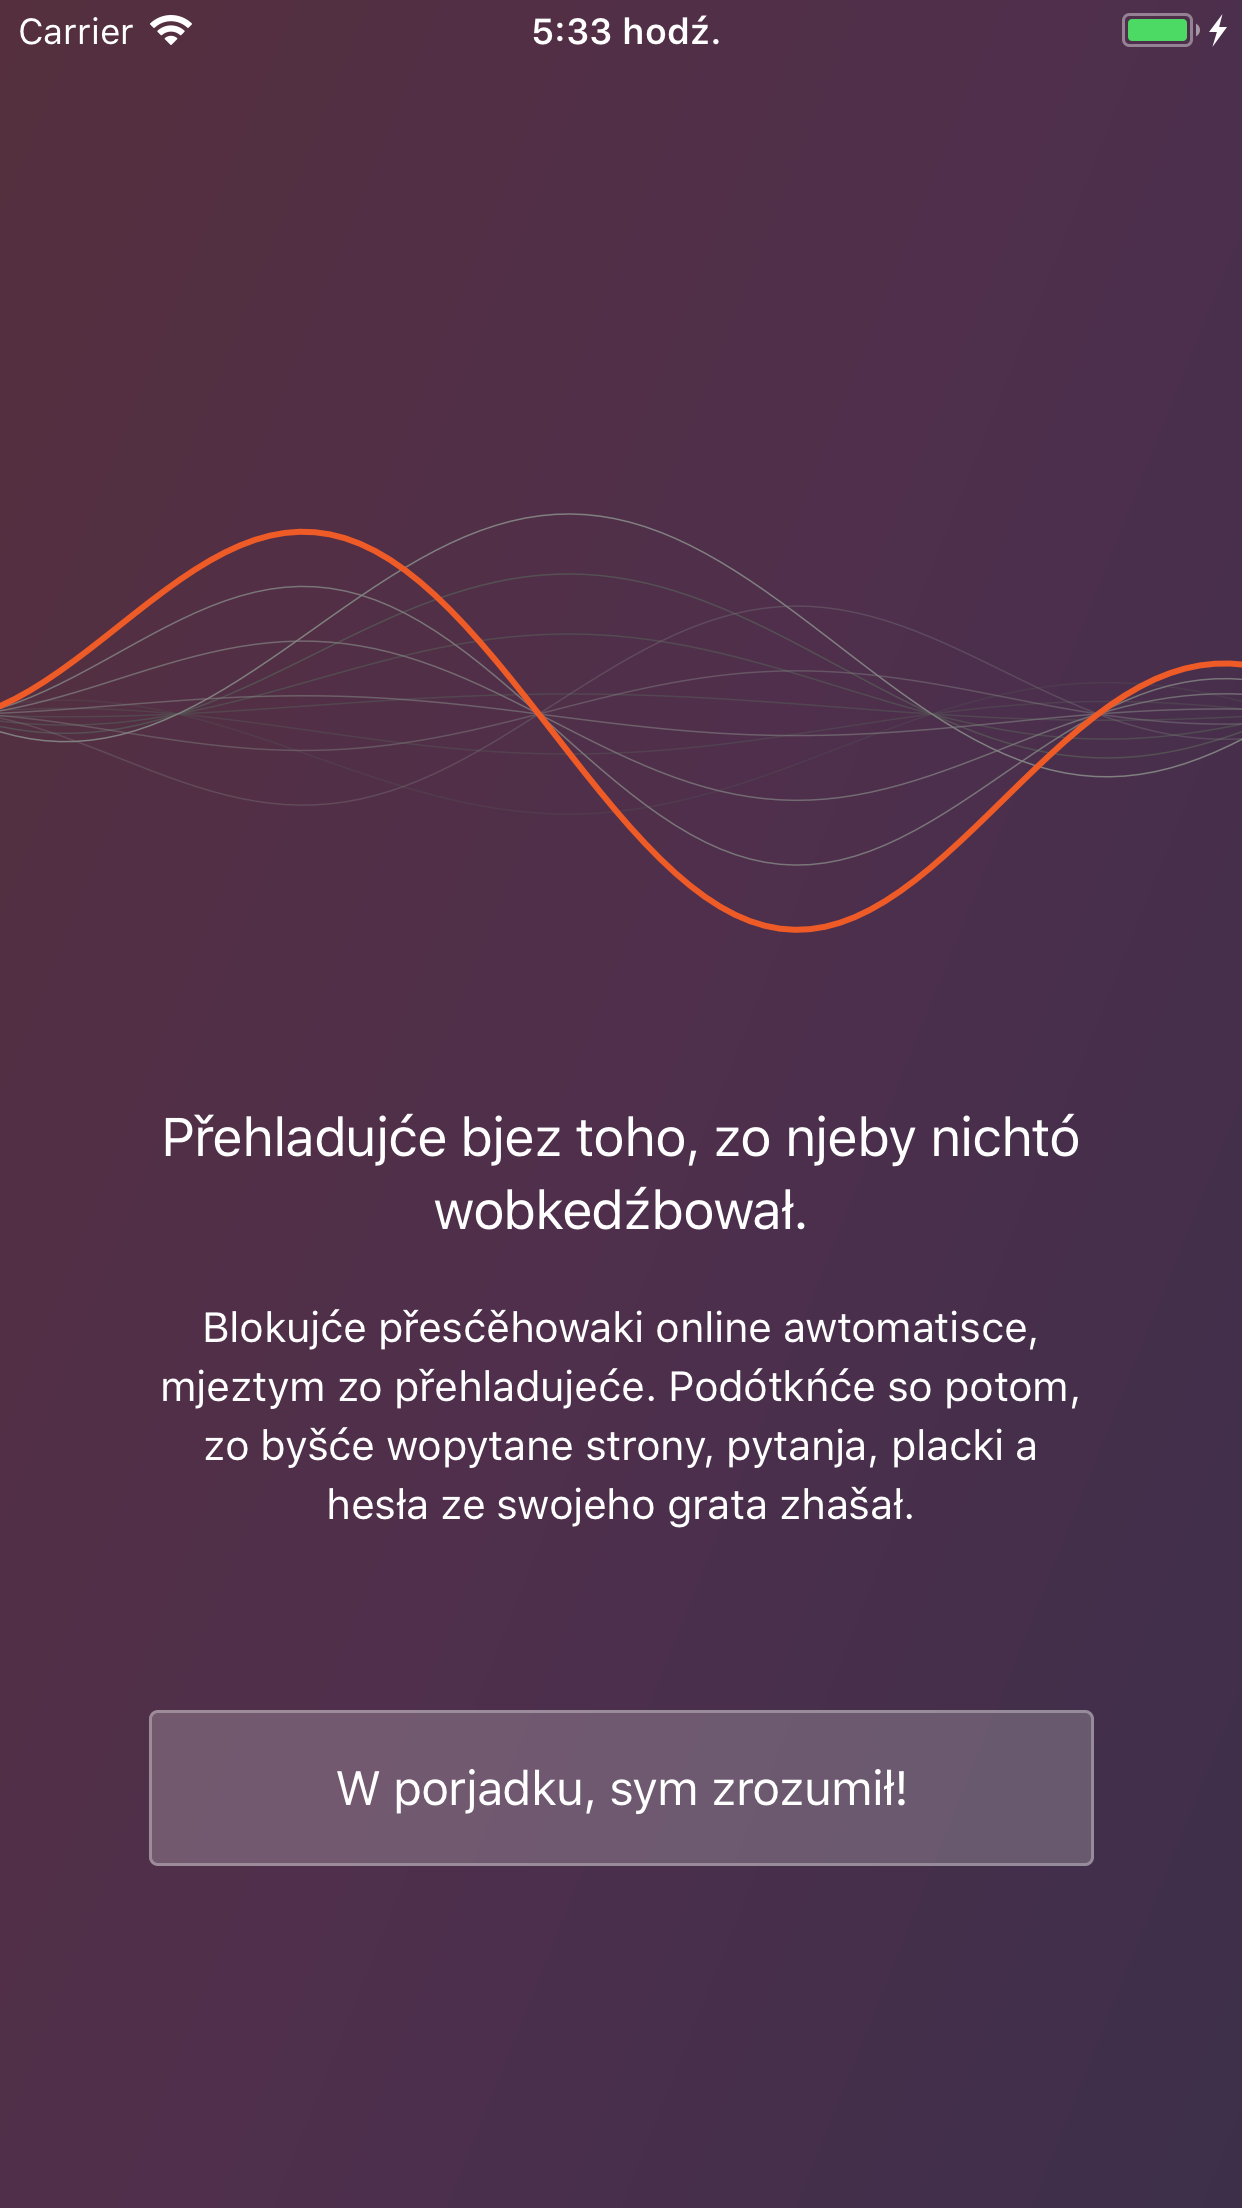 Carrier
5:33 hodź.
Přehladujće bjez toho, zo njeby nichtó
wobkedźbował.
Blokujće přesćěhowaki online awtomatisce,
mjeztym zo přehladujeće. Podótkńće so potom,
zo byšće wopytane strony, pytanja, placki a
hesła ze swojeho grata zhašał.
W porjadku, sym zrozumił!